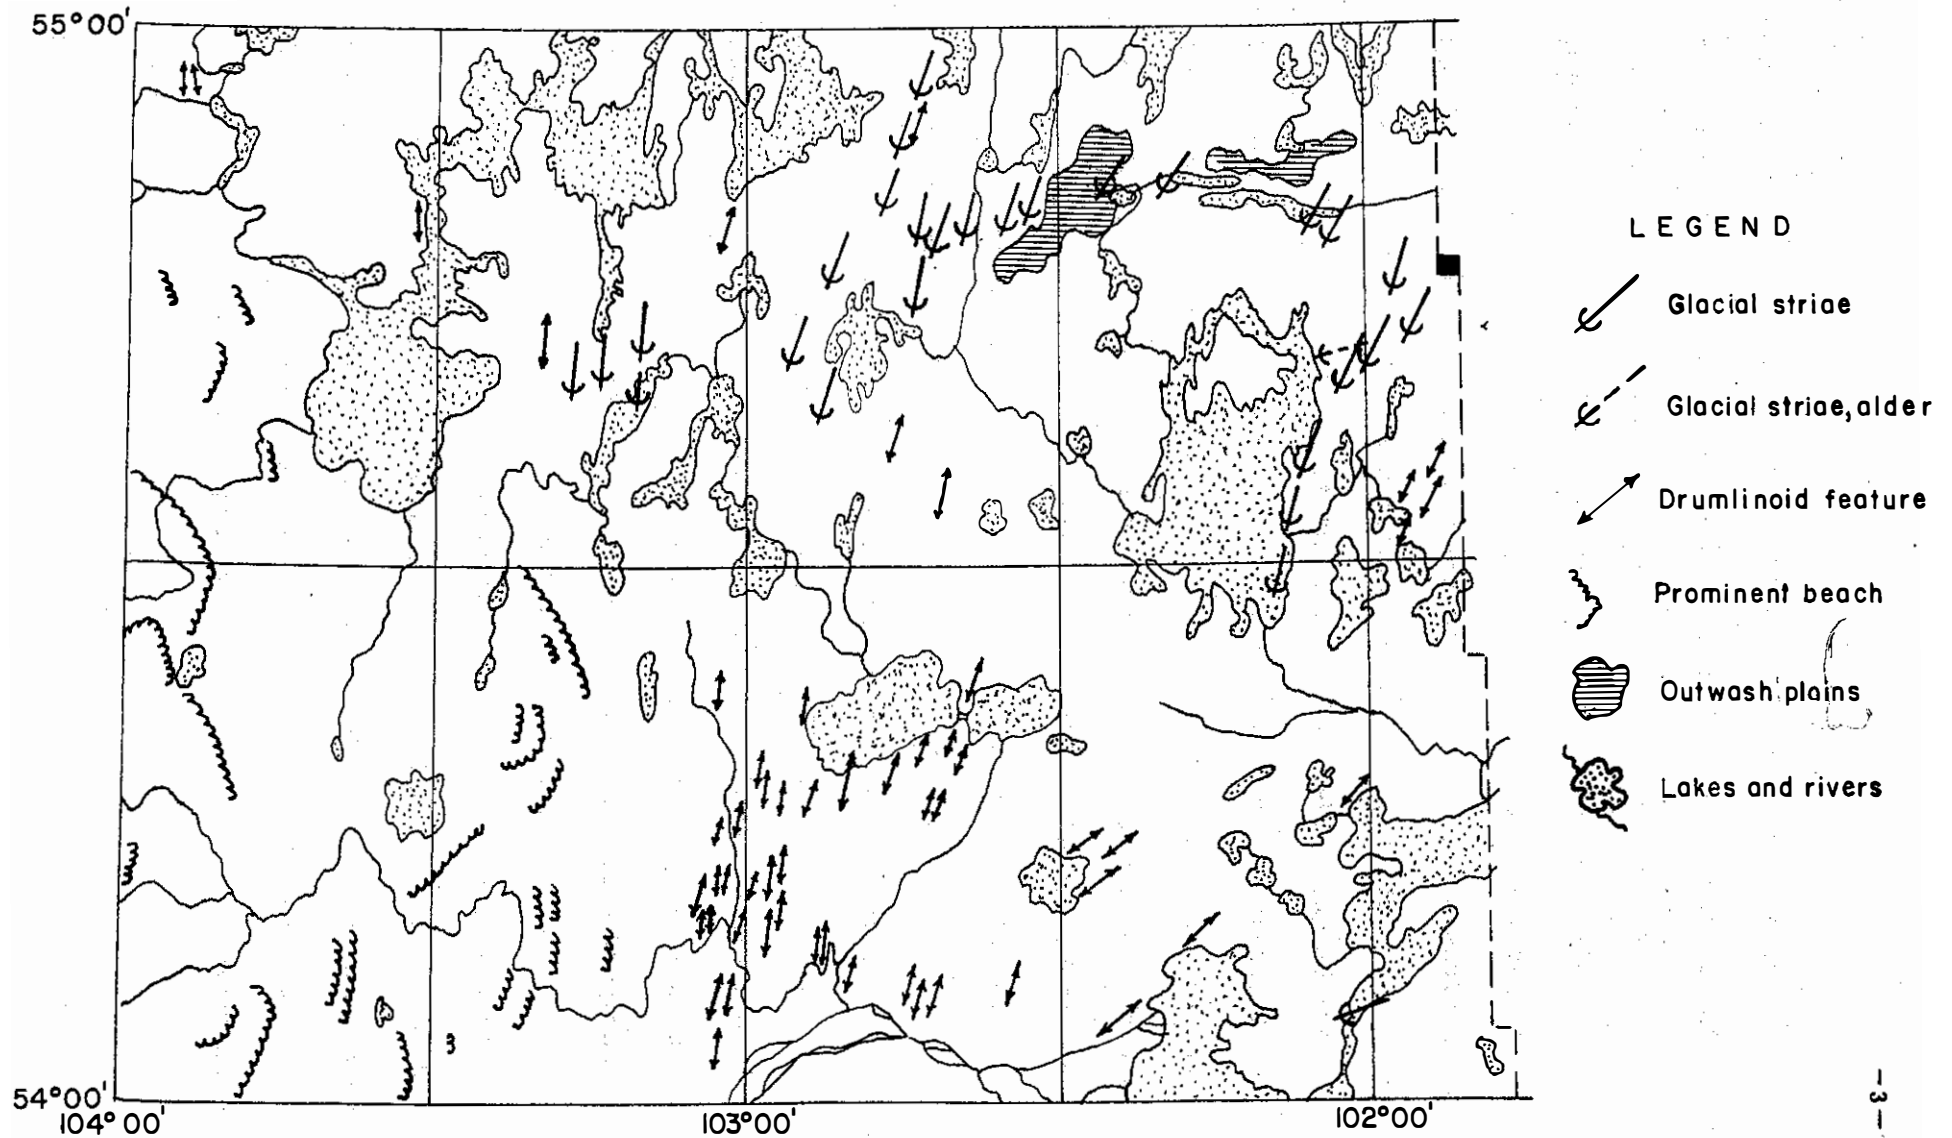 55°00'
LEGEND
Glacial striae
Glacial striae, alder
Drumlinoid feature
Prominent beach
Outwash plains
Lakes and rivers
54°00'
104°00'
103°00'
102°00'
-3-